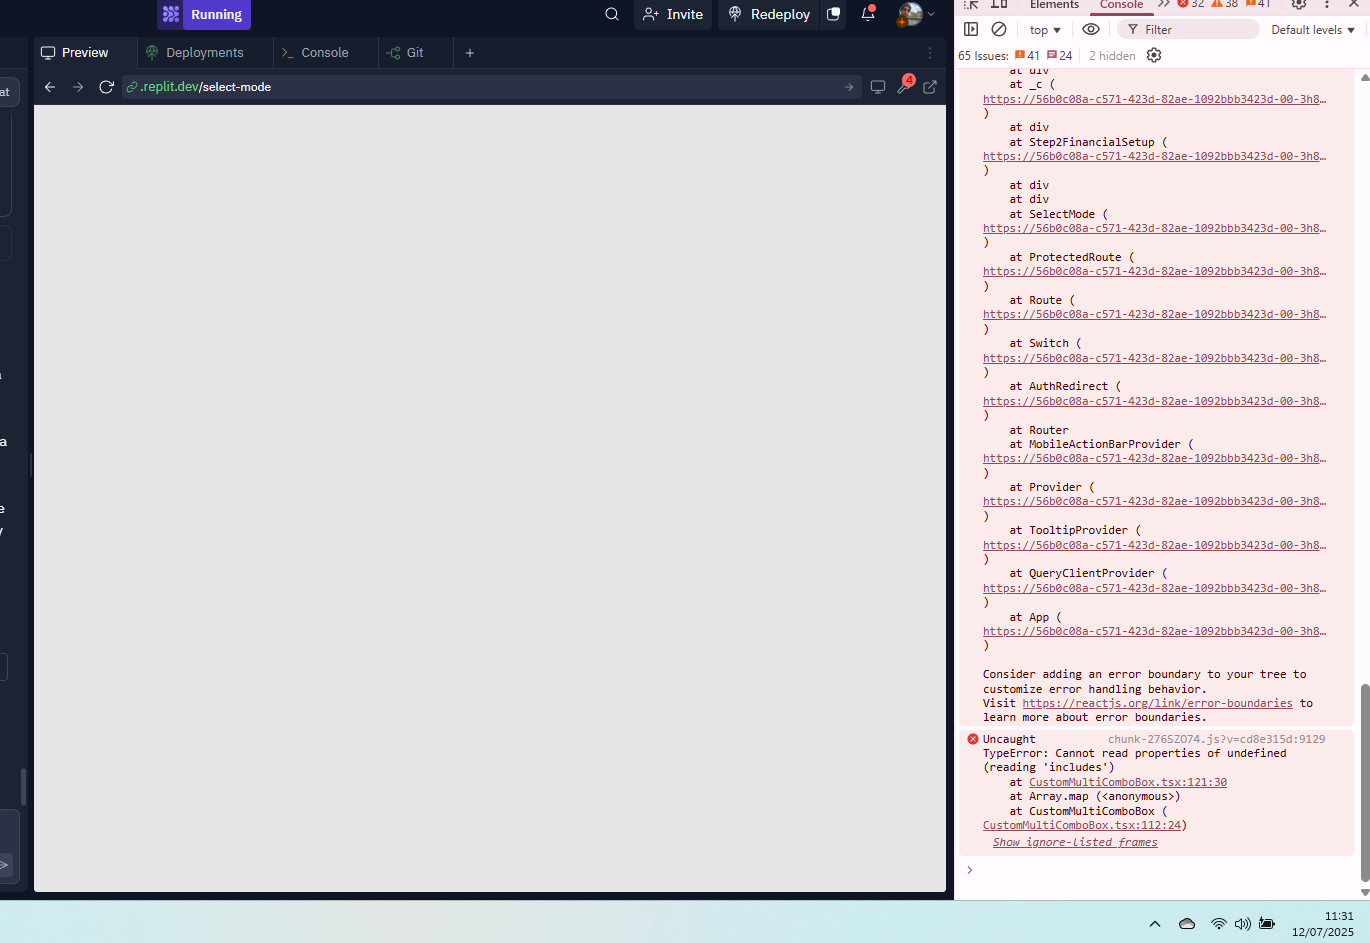 Running
Invite
Redeploy
Preview
Deployments
Console
Git
.replit.dev/select-mode
4
at
a
e
y
Elements
Console
32
38
41
top
Filter
Default levels
65 Issues: 41 24
2 hidden
at div
at _c (
https://56b0c08a-c571-423d-82ae-1092bbb3423d-00-3h8…
)
at div
at Step2FinancialSetup (
https://56b0c08a-c571-423d-82ae-1092bbb3423d-00-3h8…
)
at div
at div
at SelectMode (
https://56b0c08a-c571-423d-82ae-1092bbb3423d-00-3h8…
)
at ProtectedRoute (
https://56b0c08a-c571-423d-82ae-1092bbb3423d-00-3h8…
)
at Route (
https://56b0c08a-c571-423d-82ae-1092bbb3423d-00-3h8…
)
at Switch (
https://56b0c08a-c571-423d-82ae-1092bbb3423d-00-3h8…
)
at AuthRedirect (
https://56b0c08a-c571-423d-82ae-1092bbb3423d-00-3h8…
)
at Router
at MobileActionBarProvider (
https://56b0c08a-c571-423d-82ae-1092bbb3423d-00-3h8…
)
at Provider (
https://56b0c08a-c571-423d-82ae-1092bbb3423d-00-3h8…
)
at TooltipProvider (
https://56b0c08a-c571-423d-82ae-1092bbb3423d-00-3h8…
)
at QueryClientProvider (
https://56b0c08a-c571-423d-82ae-1092bbb3423d-00-3h8…
)
at App (
https://56b0c08a-c571-423d-82ae-1092bbb3423d-00-3h8…
)
Consider adding an error boundary to your tree to
customize error handling behavior.
Visit https://reactjs.org/link/error-boundaries to
learn more about error boundaries.
Uncaught chunk-276SZO74.js?v=cd8e315d:9129
TypeError: Cannot read properties of undefined
(reading 'includes')
at CustomMultiComboBox.tsx:121:30
at Array.map (<anonymous>)
at CustomMultiComboBox (
CustomMultiComboBox.tsx:112:24)
Show ignore-listed frames
11:31
12/07/2025